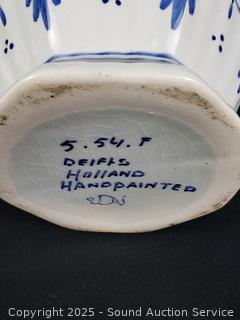 5.54.F
DELFTS
HOLLAND
HANDPAINTED
Copyright © 2025 - Sound Auction Service